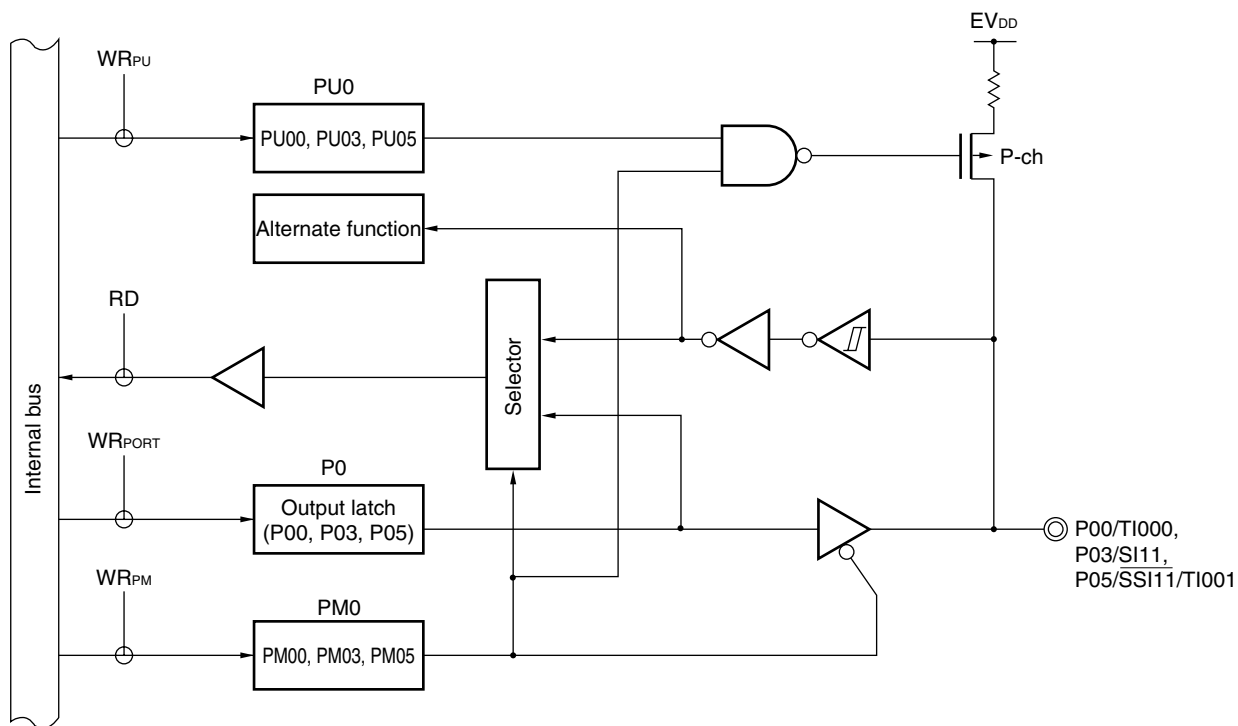 EVDD
WRPU
PU0
PU00, PU03, PU05
P-ch
Alternate function
RD
Selector
Internal bus
WRPORT
P0
Output latch
(P00, P03, P05)
P00/TI000,
P03/SI11,
P05/SSI11/TI001
WRPM
PM0
PM00, PM03, PM05